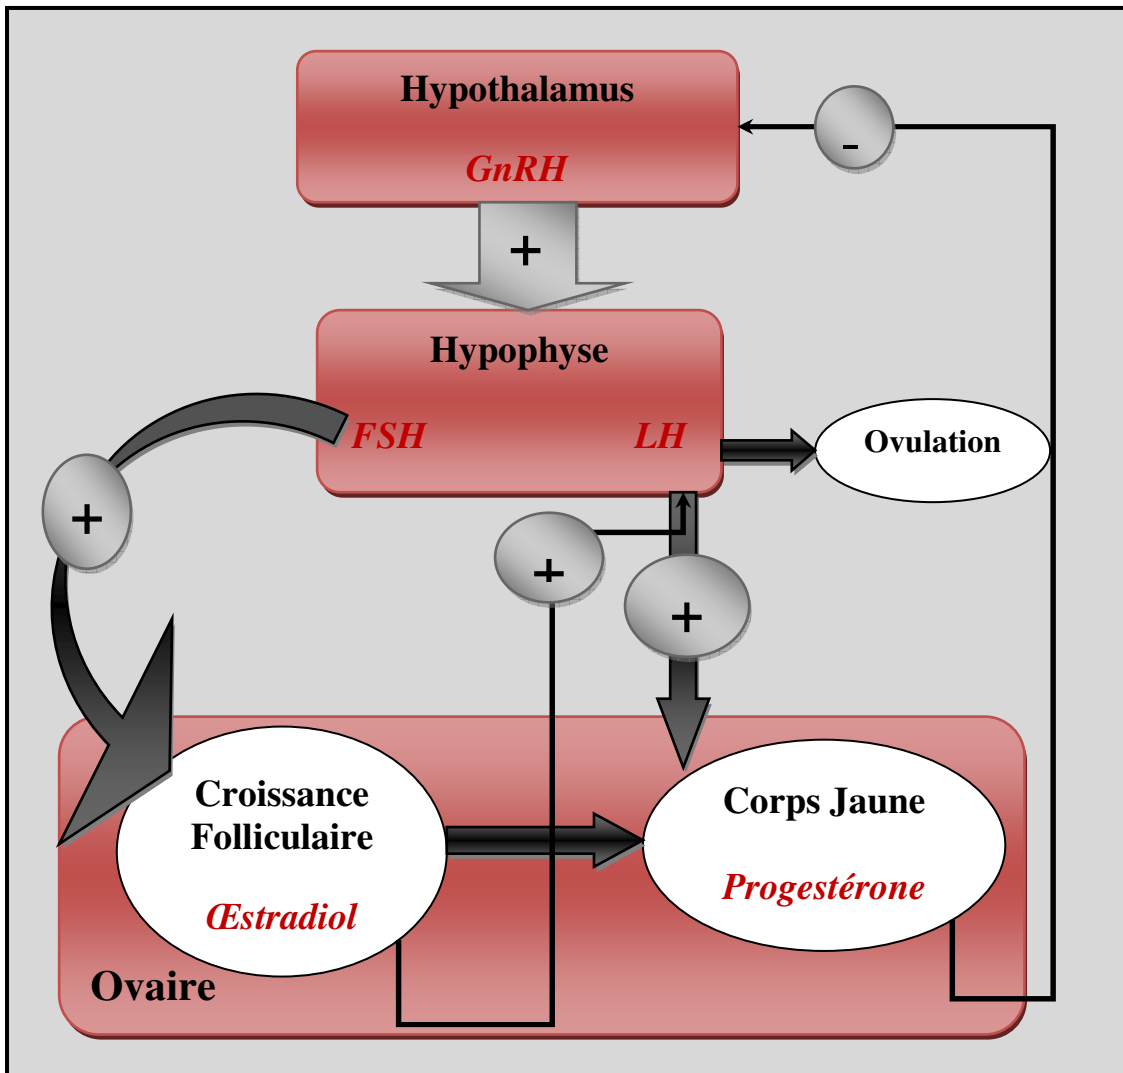 Hypothalamus
-
GnRH
+
Hypophyse
FSH
LH
Ovulation
+
+
+
Croissance
Folliculaire
Œstradiol
Corps Jaune
Progestérone
Ovaire